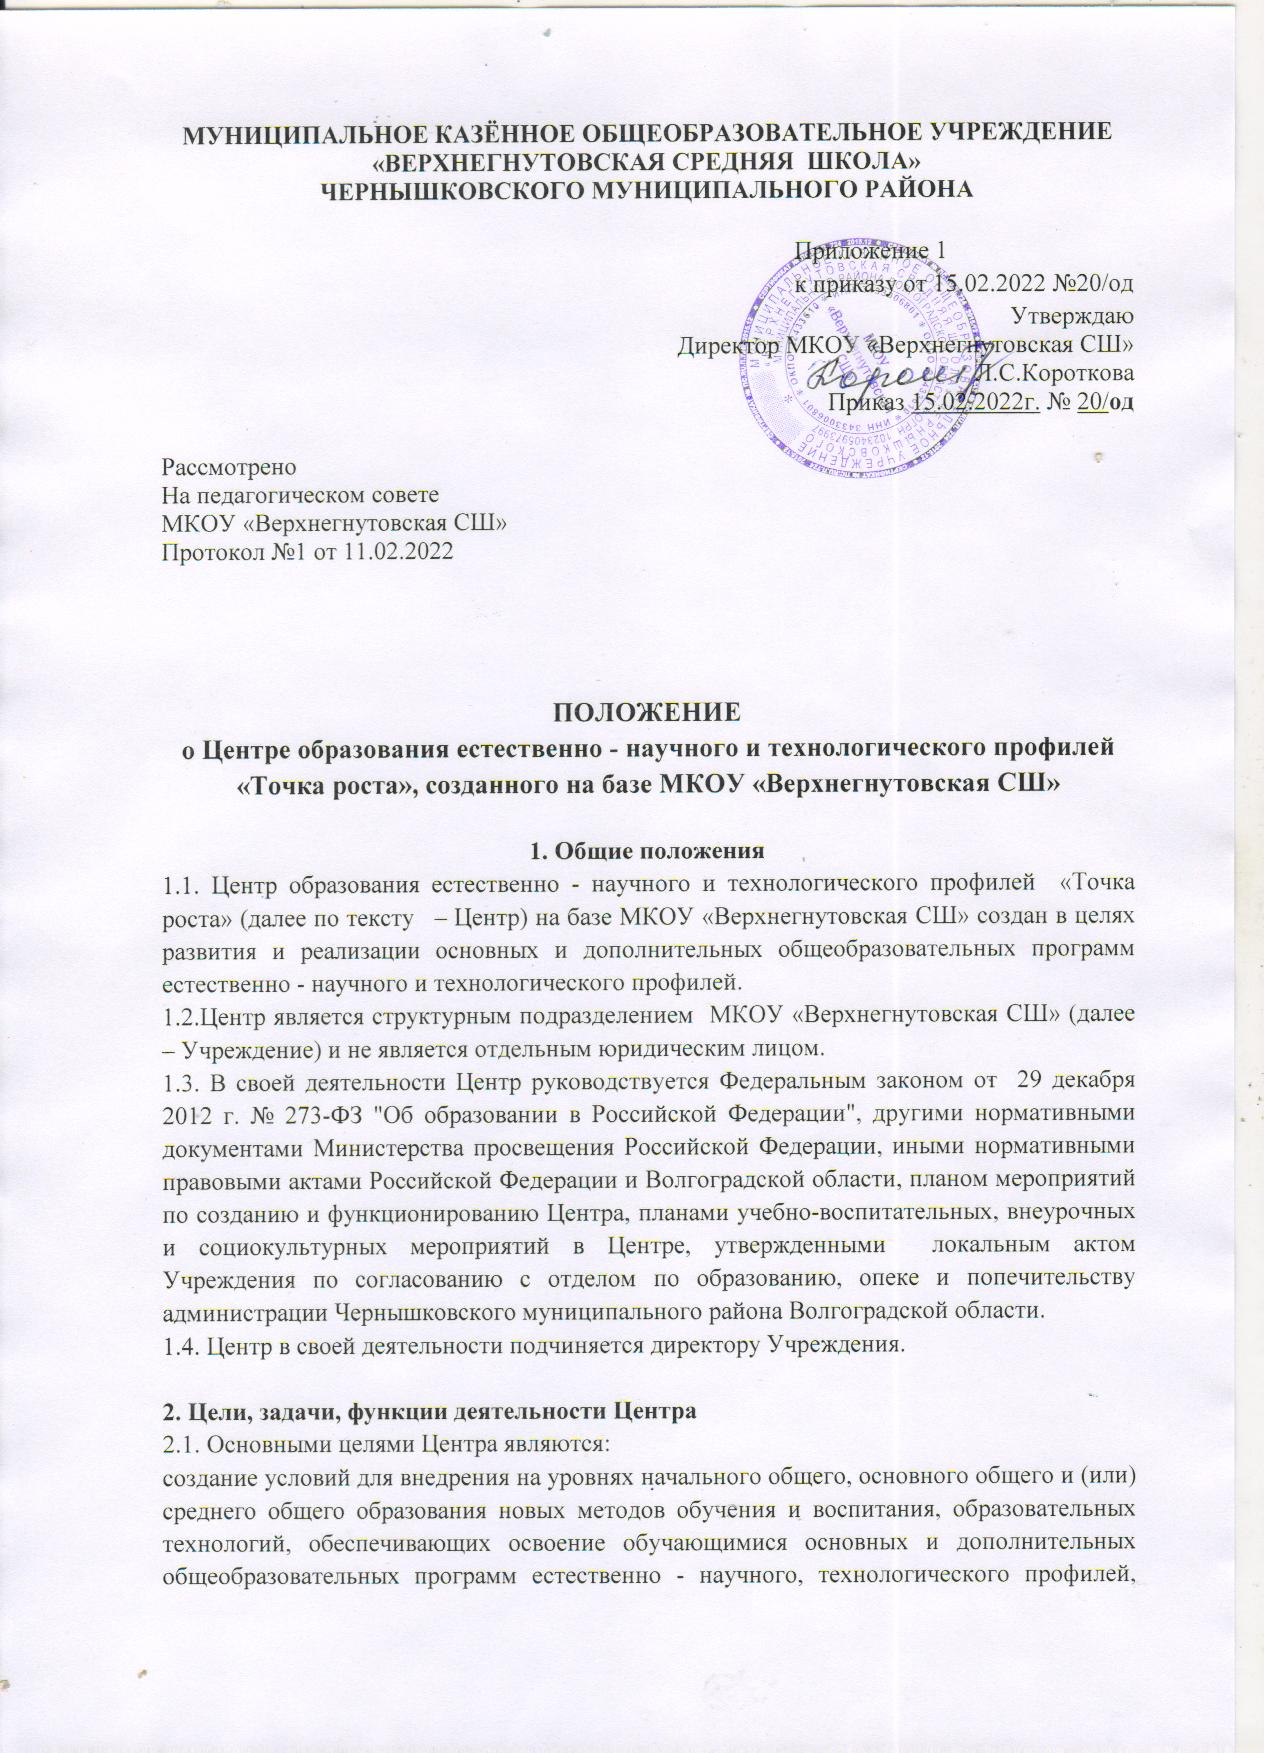 МУНИЦИПАЛЬНОЕ КАЗЁННОЕ ОБЩЕОБРАЗОВАТЕЛЬНОЕ УЧРЕЖДЕНИЕ
«ВЕРХНЕГНУТОВСКАЯ СРЕДНЯЯ ШКОЛА»
ЧЕРНЫШКОВСКОГО МУНИЦИПАЛЬНОГО РАЙОНА
Приложение 1
к приказу от 15.02.2022 №20/од
Утверждаю
Директор МКОУ «Верхнегнутовская СШ»
Л.С.Короткова
Приказ 15.02.2022г. № 20/од
Рассмотрено
На педагогическом совете
МКОУ «Верхнегнутовская СШ»
Протокол №1 от 11.02.2022
ПОЛОЖЕНИЕ
о Центре образования естественно - научного и технологического профилей
«Точка роста», созданного на базе МКОУ «Верхнегнутовская СШ»
1. Общие положения
1.1. Центр образования естественно - научного и технологического профилей «Точка
роста» (далее по тексту – Центр) на базе МКОУ «Верхнегнутовская СШ» создан в целях
развития и реализации основных и дополнительных общеобразовательных программ
естественно - научного и технологического профилей.
1.2.Центр является структурным подразделением МКОУ «Верхнегнутовская СШ» (далее
– Учреждение) и не является отдельным юридическим лицом.
1.3. В своей деятельности Центр руководствуется Федеральным законом от 29 декабря
2012 г. № 273-ФЗ "Об образовании в Российской Федерации", другими нормативными
документами Министерства просвещения Российской Федерации, иными нормативными
правовыми актами Российской Федерации и Волгоградской области, планом мероприятий
по созданию и функционированию Центра, планами учебно-воспитательных, внеурочных
и социокультурных мероприятий в Центре, утвержденными локальным актом
Учреждения по согласованию с отделом по образованию, опеке и попечительству
администрации Чернышковского муниципального района Волгоградской области.
1.4. Центр в своей деятельности подчиняется директору Учреждения.
2. Цели, задачи, функции деятельности Центра
2.1. Основными целями Центра являются:
создание условий для внедрения на уровнях начального общего, основного общего и (или)
среднего общего образования новых методов обучения и воспитания, образовательных
технологий, обеспечивающих освоение обучающимися основных и дополнительных
общеобразовательных программ естественно - научного, технологического профилей,